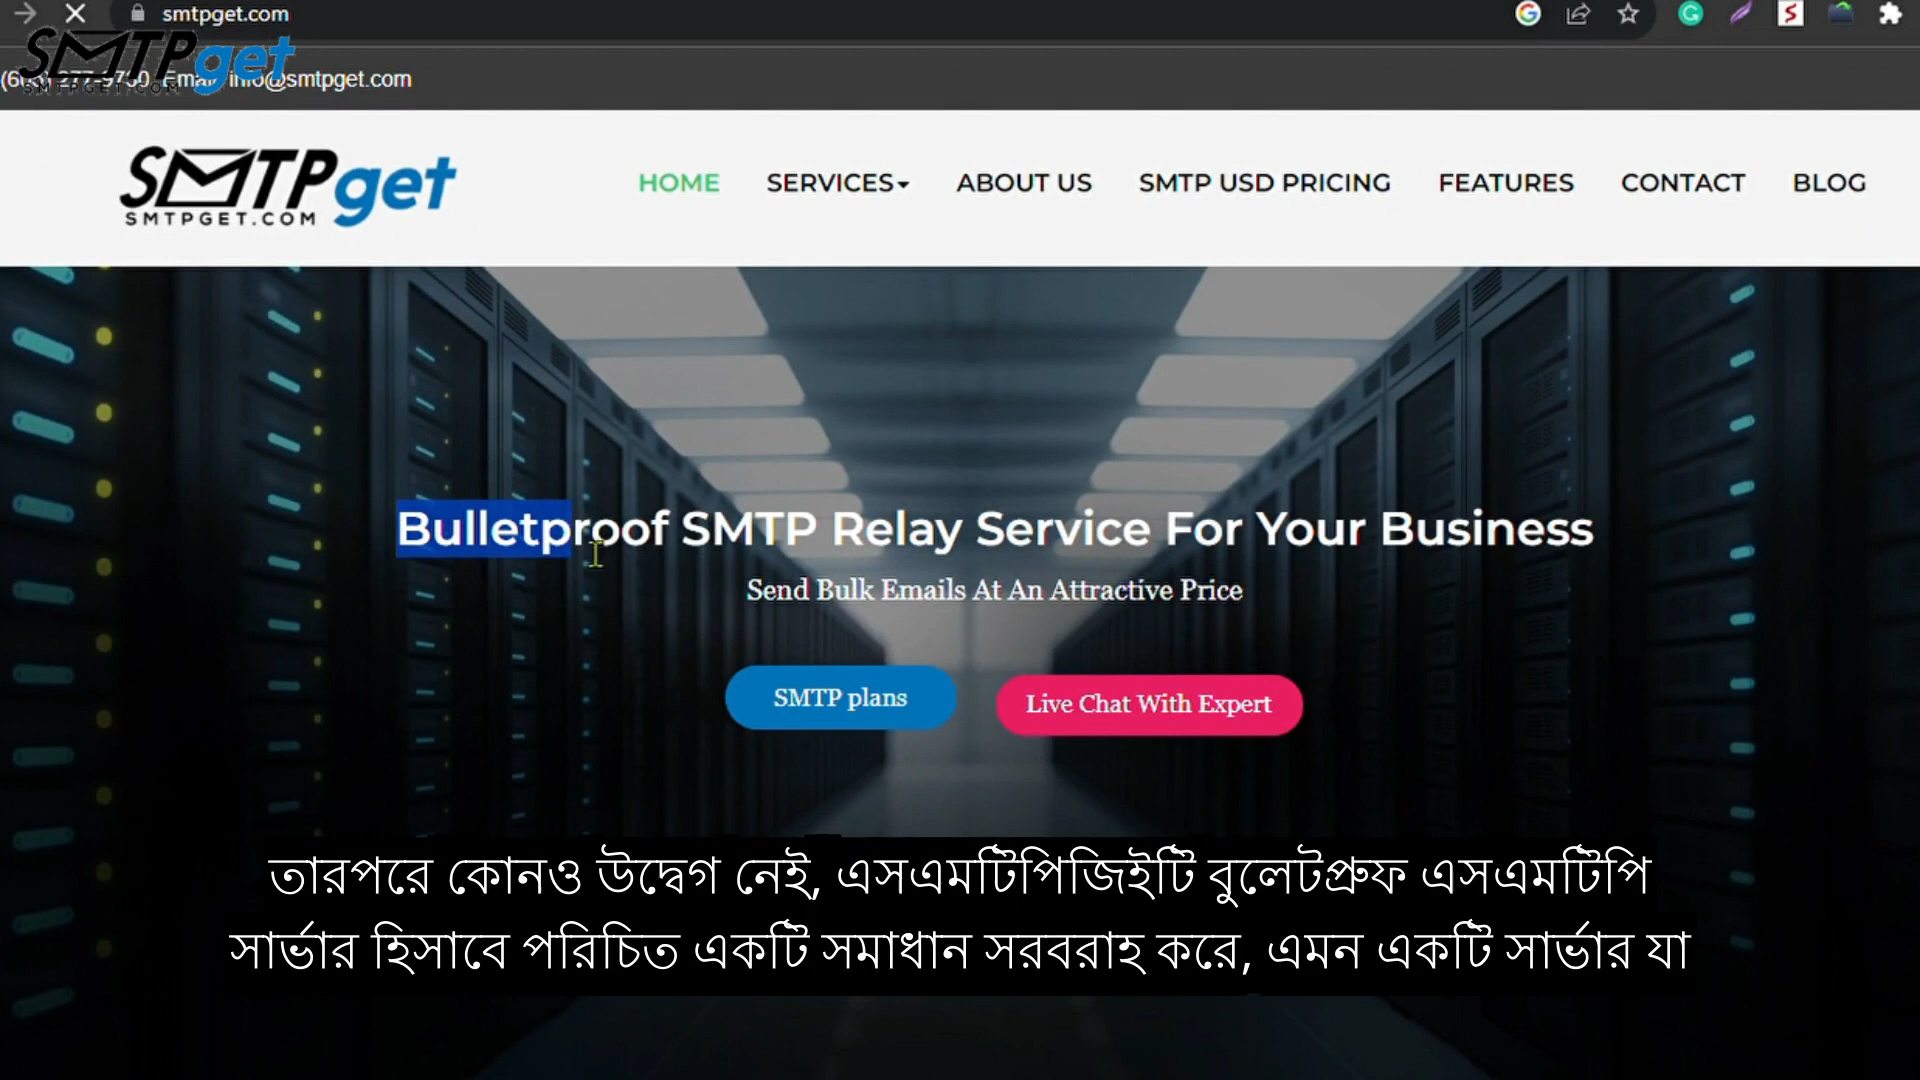 smtpget.com
SMTPget
Email: info@smtpget.com
SMTPget
SMTPGET.COM
HOME SERVICES ABOUT US SMTP USD PRICING FEATURES CONTACT BLOG
Bulletproof SMTP Relay Service For Your Business
Send Bulk Emails At An Attractive Price
SMTP plans
Live Chat With Expert
তারপরে কোনও উদ্বেগ নেই, এসএমটিপিজিইটি বুলেটপ্রুফ এসএমটিপি
সার্ভার হিসাবে পরিচিত একটি সমাধান সরবরাহ করে, এমন একটি সার্ভার যা